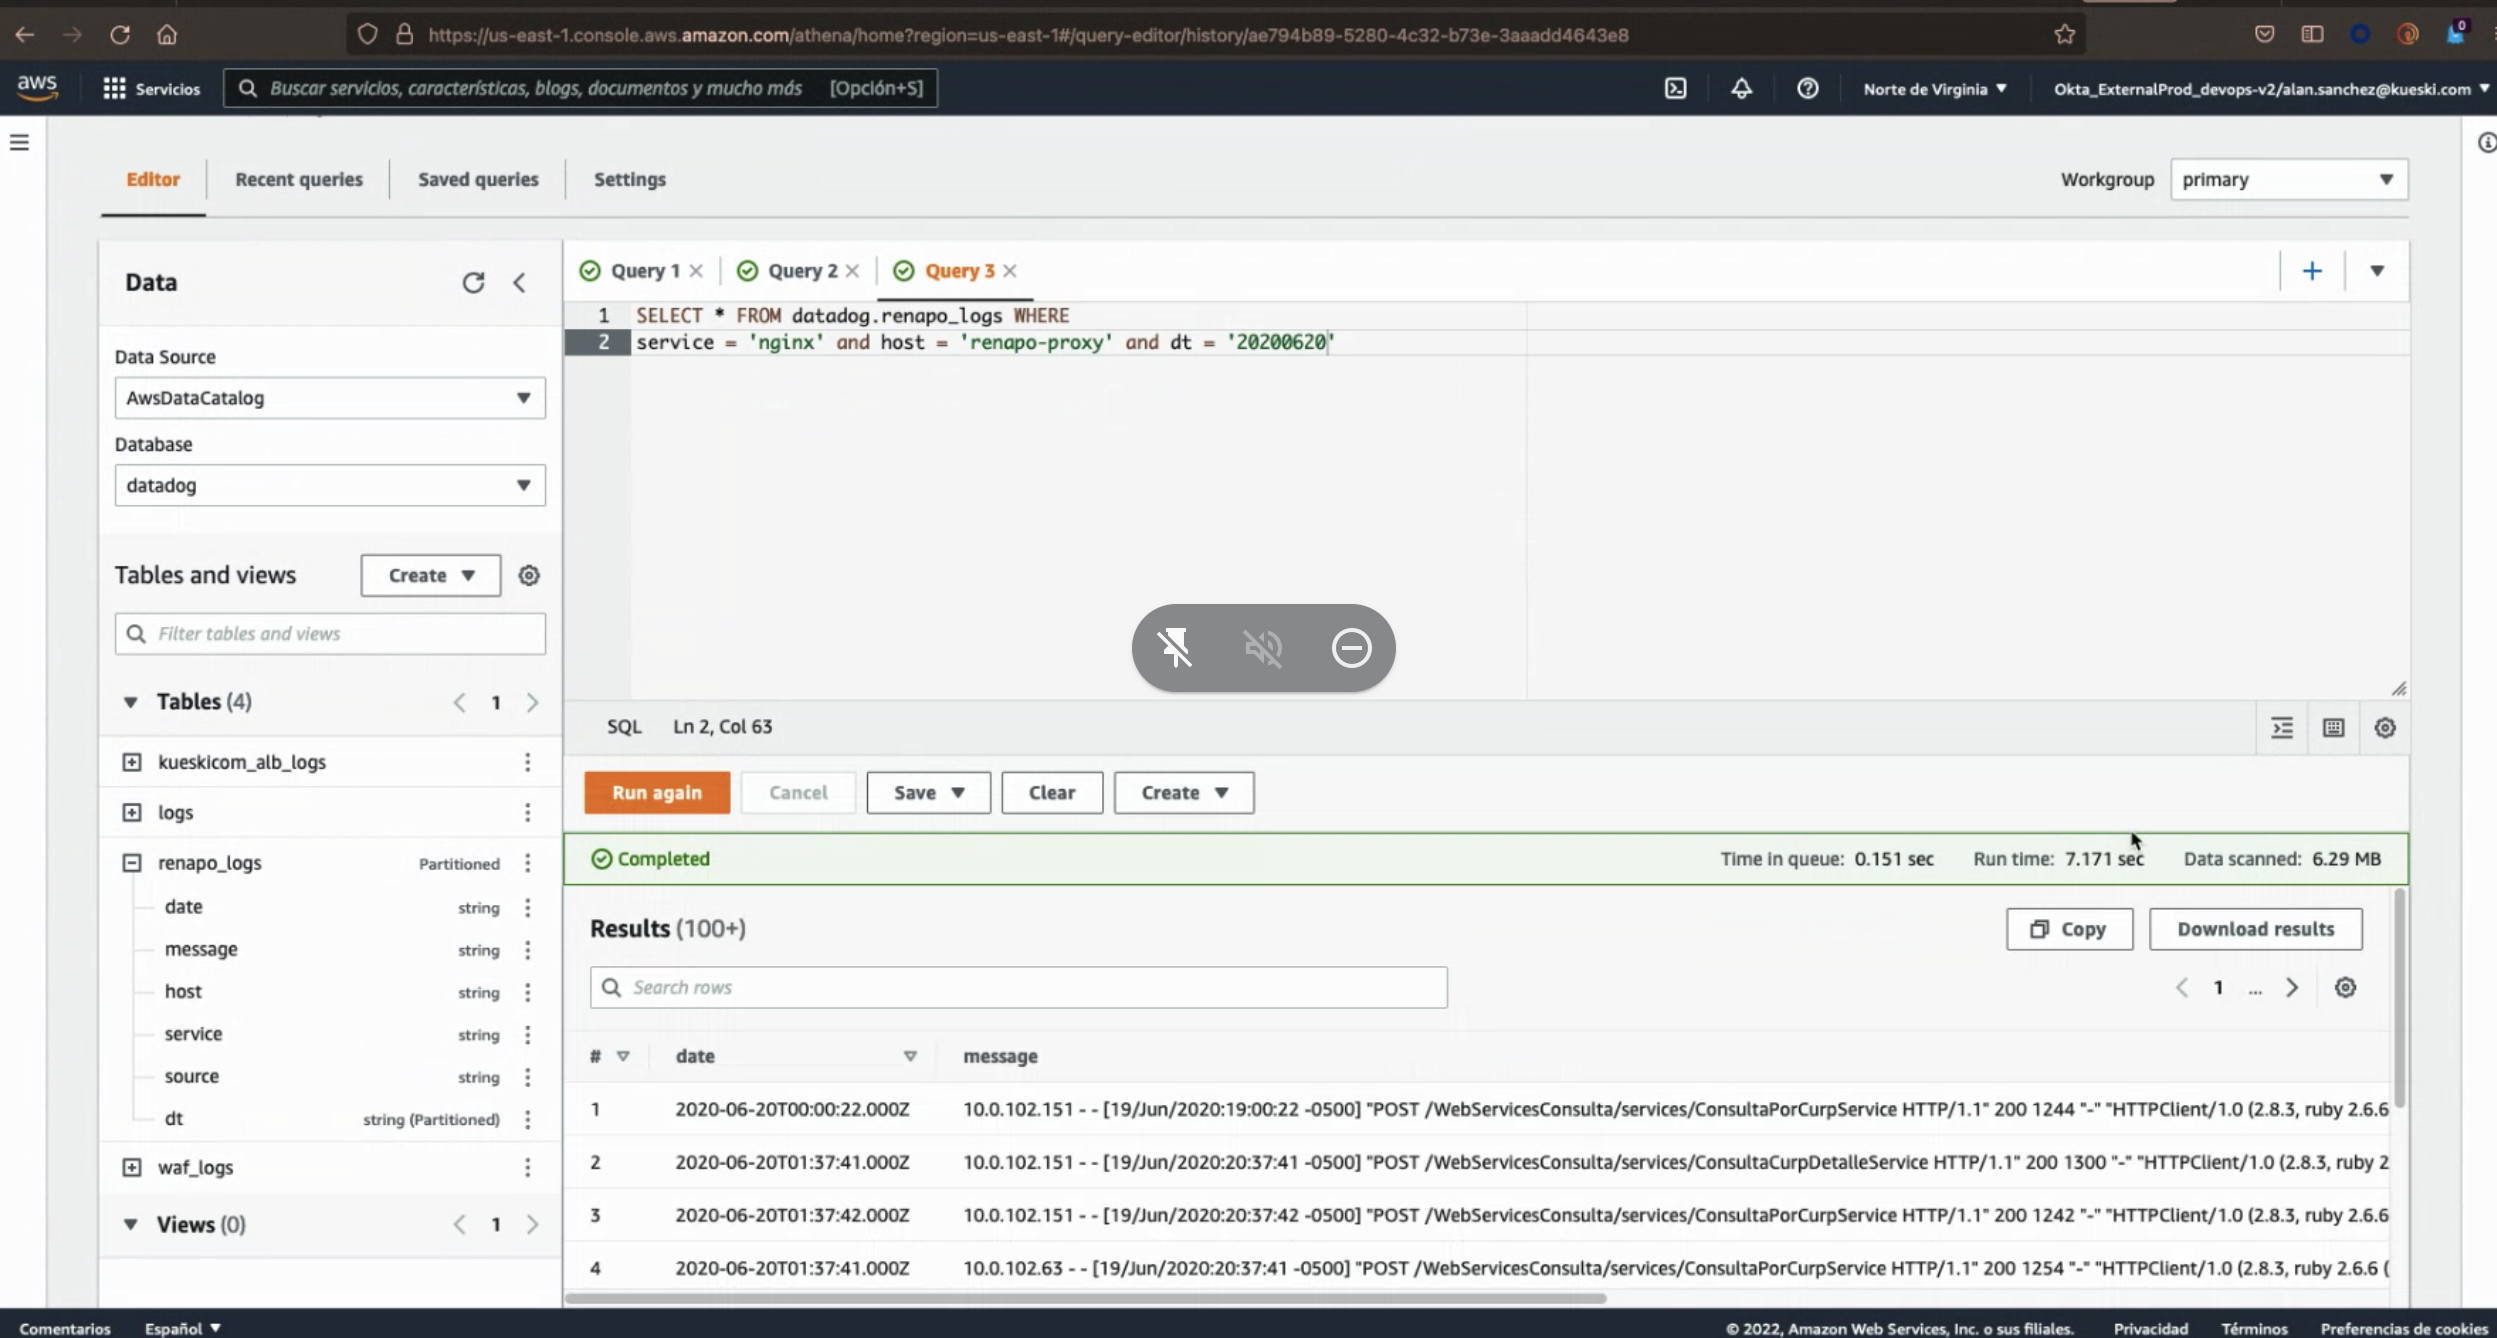 https://us-east-1.console.aws.amazon.com/athena/home?region=us-east-1#/query-editor/history/ae794b89-5280-4c32-b73e-3aaadd4643e8
0
aws
Servicios
Buscar servicios, características, blogs, documentos y mucho más [Opción+S]
Norte de Virginia
Okta_ExternalProd_devops-v2/alan.sanchez@kueski.com
Editor
Recent queries
Saved queries
Settings
Workgroup
primary
Data
Data Source
AwsDataCatalog
Database
datadog
Tables and views
Create
Filter tables and views
Tables (4)
1
kueskicom_alb_logs
logs
renapo_logs Partitioned
date string
message string
host string
service string
source string
dt string (Partitioned)
waf_logs
Views (0)
1
Query 1
Query 2
Query 3
1 SELECT * FROM datadog.renapo_logs WHERE
2 service = 'nginx' and host = 'renapo-proxy' and dt = '20200620'
SQL Ln 2, Col 63
Run again
Cancel
Save
Clear
Create
Completed
Time in queue: 0.151 sec Run time: 7.171 sec Data scanned: 6.29 MB
Results (100+)
Copy
Download results
Search rows
1 ...
# date message
1 2020-06-20T00:00:22.000Z 10.0.102.151 - - [19/Jun/2020:19:00:22 -0500] "POST /WebServicesConsulta/services/ConsultaPorCurpService HTTP/1.1" 200 1244 "-" "HTTPClient/1.0 (2.8.3, ruby 2.6.6
2 2020-06-20T01:37:41.000Z 10.0.102.151 - - [19/Jun/2020:20:37:41 -0500] "POST /WebServicesConsulta/services/ConsultaCurpDetalleService HTTP/1.1" 200 1300 "-" "HTTPClient/1.0 (2.8.3, ruby 2
3 2020-06-20T01:37:42.000Z 10.0.102.151 - - [19/Jun/2020:20:37:42 -0500] "POST /WebServicesConsulta/services/ConsultaPorCurpService HTTP/1.1" 200 1242 "-" "HTTPClient/1.0 (2.8.3, ruby 2.6.6
4 2020-06-20T01:37:41.000Z 10.0.102.63 - - [19/Jun/2020:20:37:41 -0500] "POST /WebServicesConsulta/services/ConsultaPorCurpService HTTP/1.1" 200 1254 "-" "HTTPClient/1.0 (2.8.3, ruby 2.6.6 (
Comentarios
Español
© 2022, Amazon Web Services, Inc. o sus filiales.
Privacidad
Términos
Preferencias de cookies